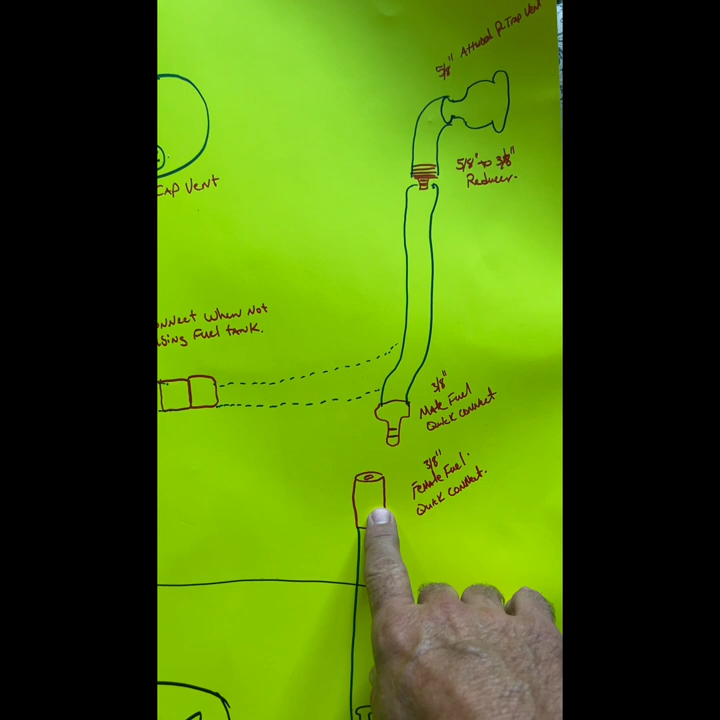 5/8" Attwood P-Trap Vent
5/8" to 3/8"
Reducer.
CAP Vent
onnect when not
sing Fuel tank.
3/8"
Male Fuel
Quick connect
3/8"
Female Fuel.
Quick connect.